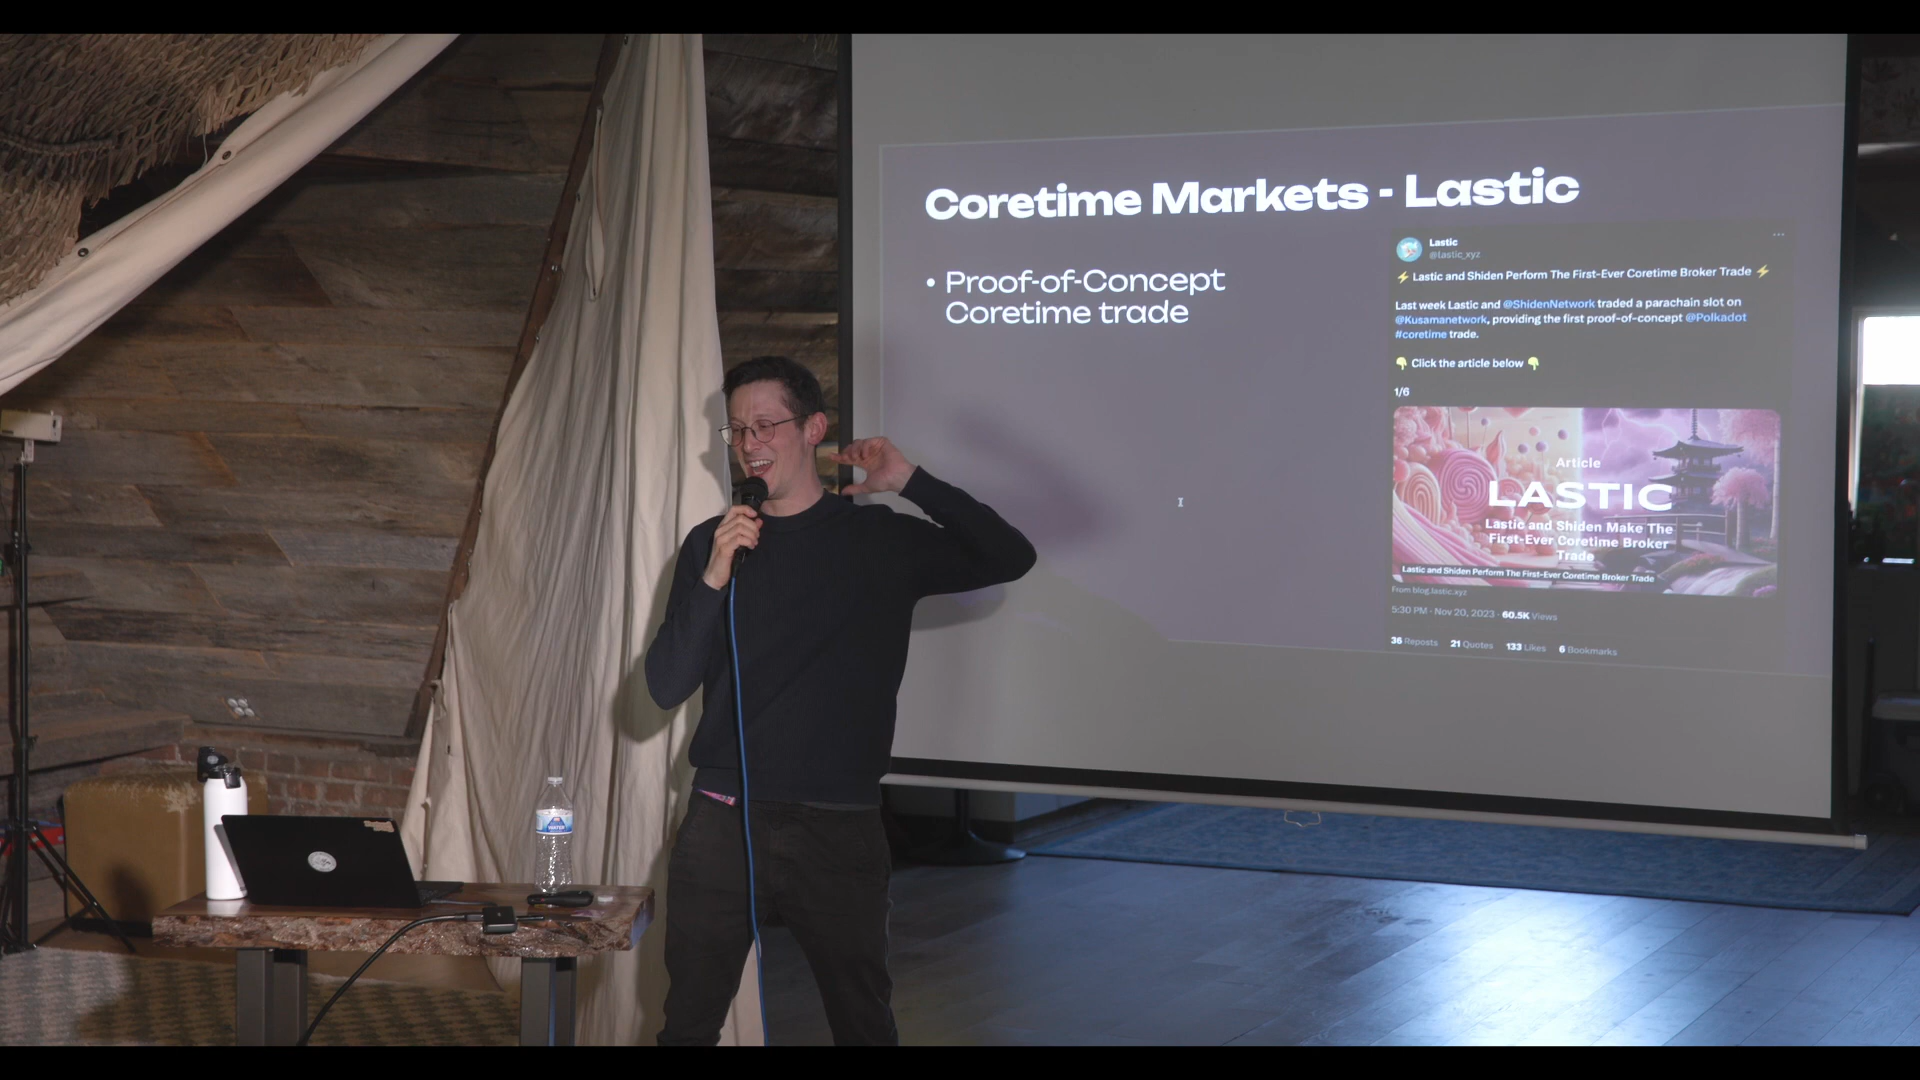 Coretime Markets - Lastic
• Proof-of-Concept
Coretime trade
Lastic
@lastic_xyz
⚡ Lastic and Shiden Perform The First-Ever Coretime Broker Trade ⚡
Last week Lastic and @ShidenNetwork traded a parachain slot on
@Kusamanetwork, providing the first proof-of-concept @Polkadot
#coretime trade.
👇 Click the article below 👇
1/6
Article
LASTIC
Lastic and Shiden Make The
First-Ever Coretime Broker
Trade
Lastic and Shiden Perform The First-Ever Coretime Broker Trade
From blog.lastic.xyz
5:30 PM · Nov 20, 2023 · 60.5K Views
36 Reposts 21 Quotes 133 Likes 6 Bookmarks
WATER